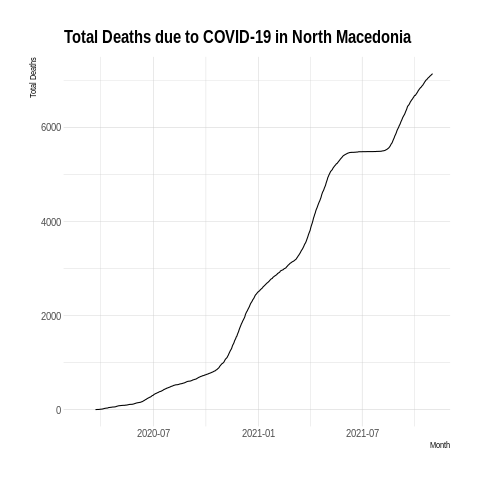 Total Deaths due to COVID-19 in North Macedonia
Total Deaths
6000
4000
2000
0
2020-07 2021-01 2021-07
Month